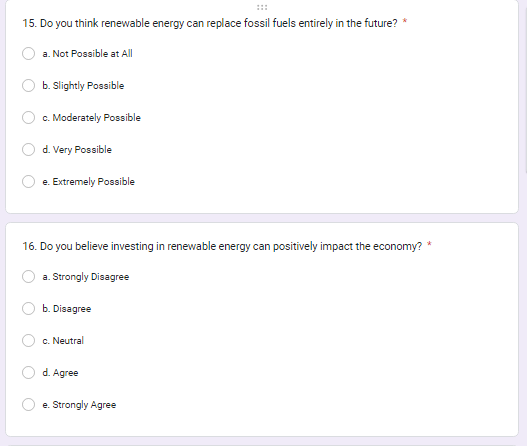 15. Do you think renewable energy can replace fossil fuels entirely in the future? *
a. Not Possible at All
b. Slightly Possible
c. Moderately Possible
d. Very Possible
e. Extremely Possible
16. Do you believe investing in renewable energy can positively impact the economy? *
a. Strongly Disagree
b. Disagree
c. Neutral
d. Agree
e. Strongly Agree